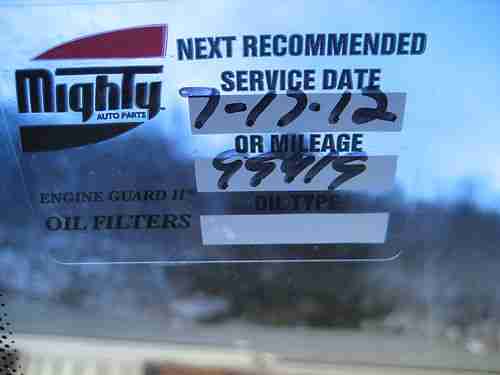 Mighty
AUTO PARTS
NEXT RECOMMENDED
SERVICE DATE
7-17-12
OR MILEAGE
99919
OIL TYPE
ENGINE GUARD II
OIL FILTERS